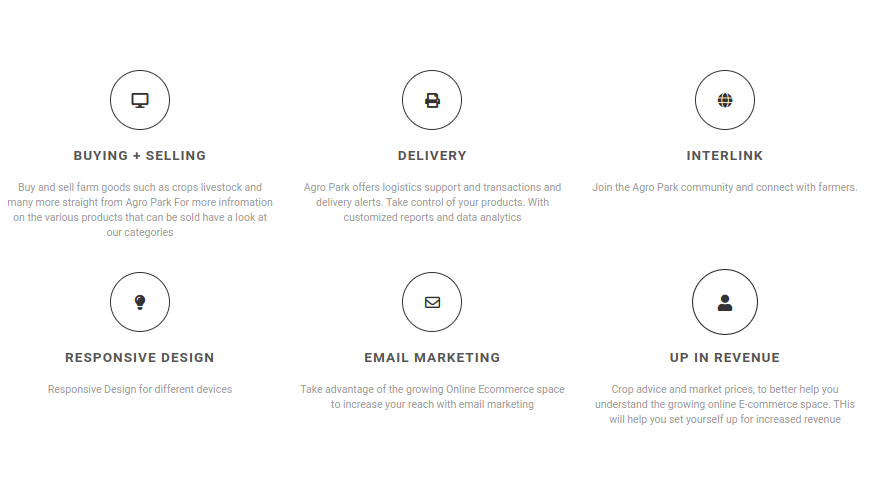 BUYING + SELLING
Buy and sell farm goods such as crops livestock and
many more straight from Agro Park For more infromation
on the various products that can be sold have a look at
our categories
DELIVERY
Agro Park offers logistics support and transactions and
delivery alerts. Take control of your products. With
customized reports and data analytics
INTERLINK
Join the Agro Park community and connect with farmers.
RESPONSIVE DESIGN
Responsive Design for different devices
EMAIL MARKETING
Take advantage of the growing Online Ecommerce space
to increase your reach with email marketing
UP IN REVENUE
Crop advice and market prices, to better help you
understand the growing online E-commerce space. THis
will help you set yourself up for increased revenue